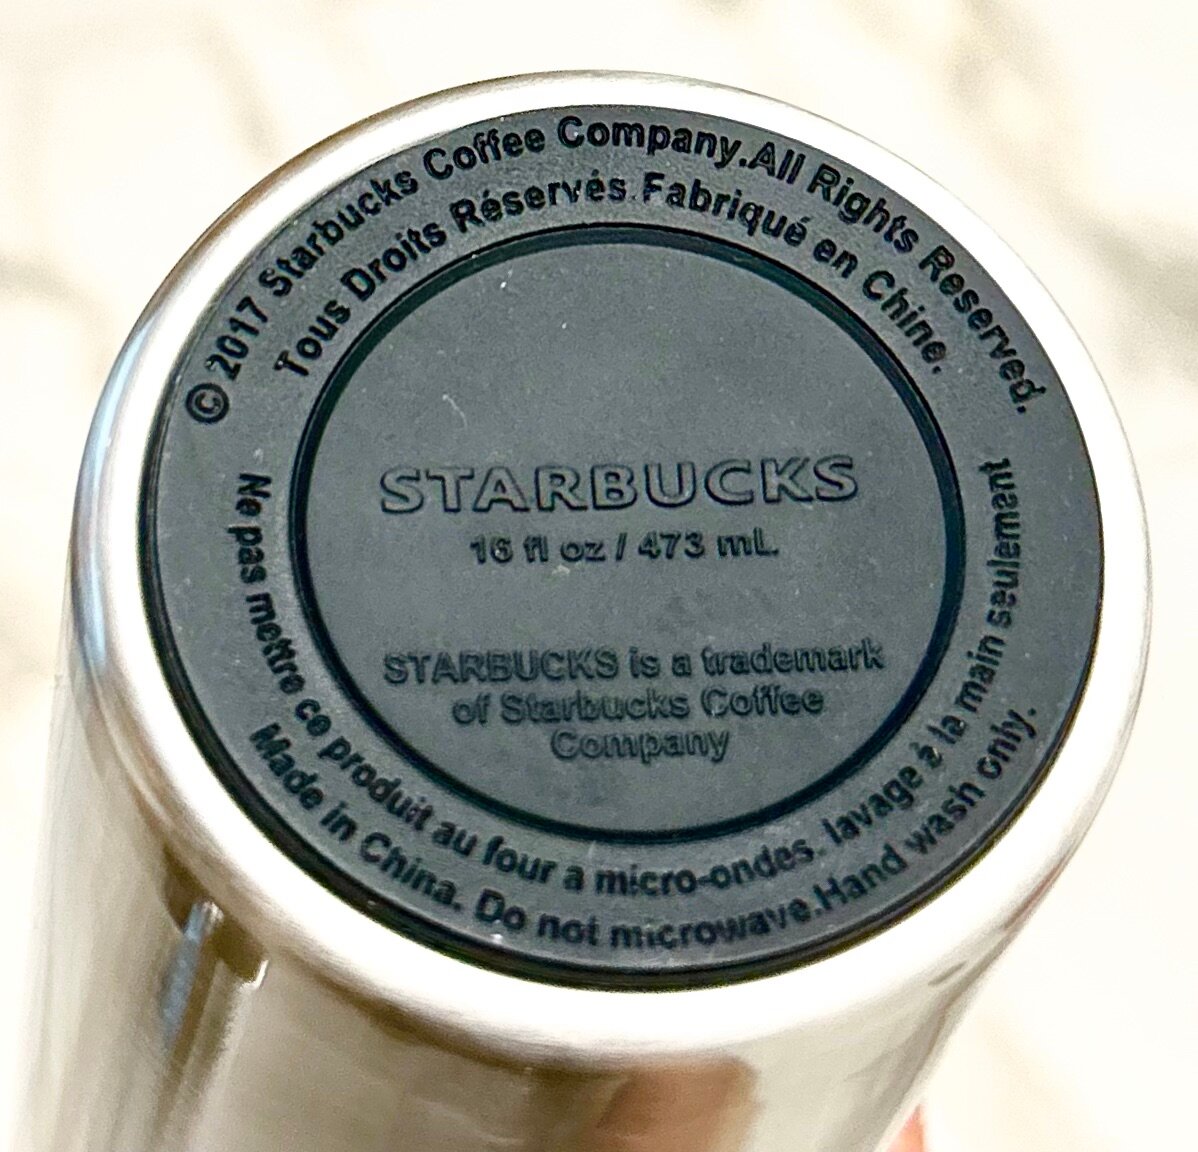 © 2017 Starbucks Coffee Company.All Rights Reserved.
Tous Droits Réservés.Fabriqué en Chine.
STARBUCKS
16 fl oz / 473 mL
STARBUCKS is a trademark
of Starbucks Coffee
Company
Ne pas mettre ce produit au four à micro-ondes. lavage à la main seulement
Made in China. Do not microwave.Hand wash only.